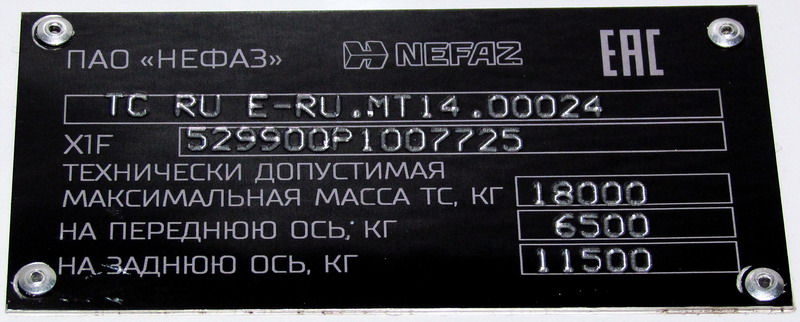 ПАО «НЕФАЗ» NEFAZ EAC
TC RU E-RU.MT14.00024
X1F 529900P1007725
ТЕХНИЧЕСКИ ДОПУСТИМАЯ
МАКСИМАЛЬНАЯ МАССА ТС, КГ 18000
НА ПЕРЕДНЮЮ ОСЬ, КГ 6500
НА ЗАДНЮЮ ОСЬ, КГ 11500